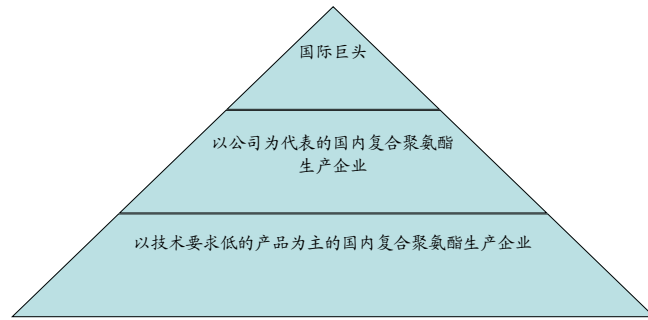 国际巨头
以公司为代表的国内复合聚氨酯
生产企业
以技术要求低的产品为主的国内复合聚氨酯生产企业